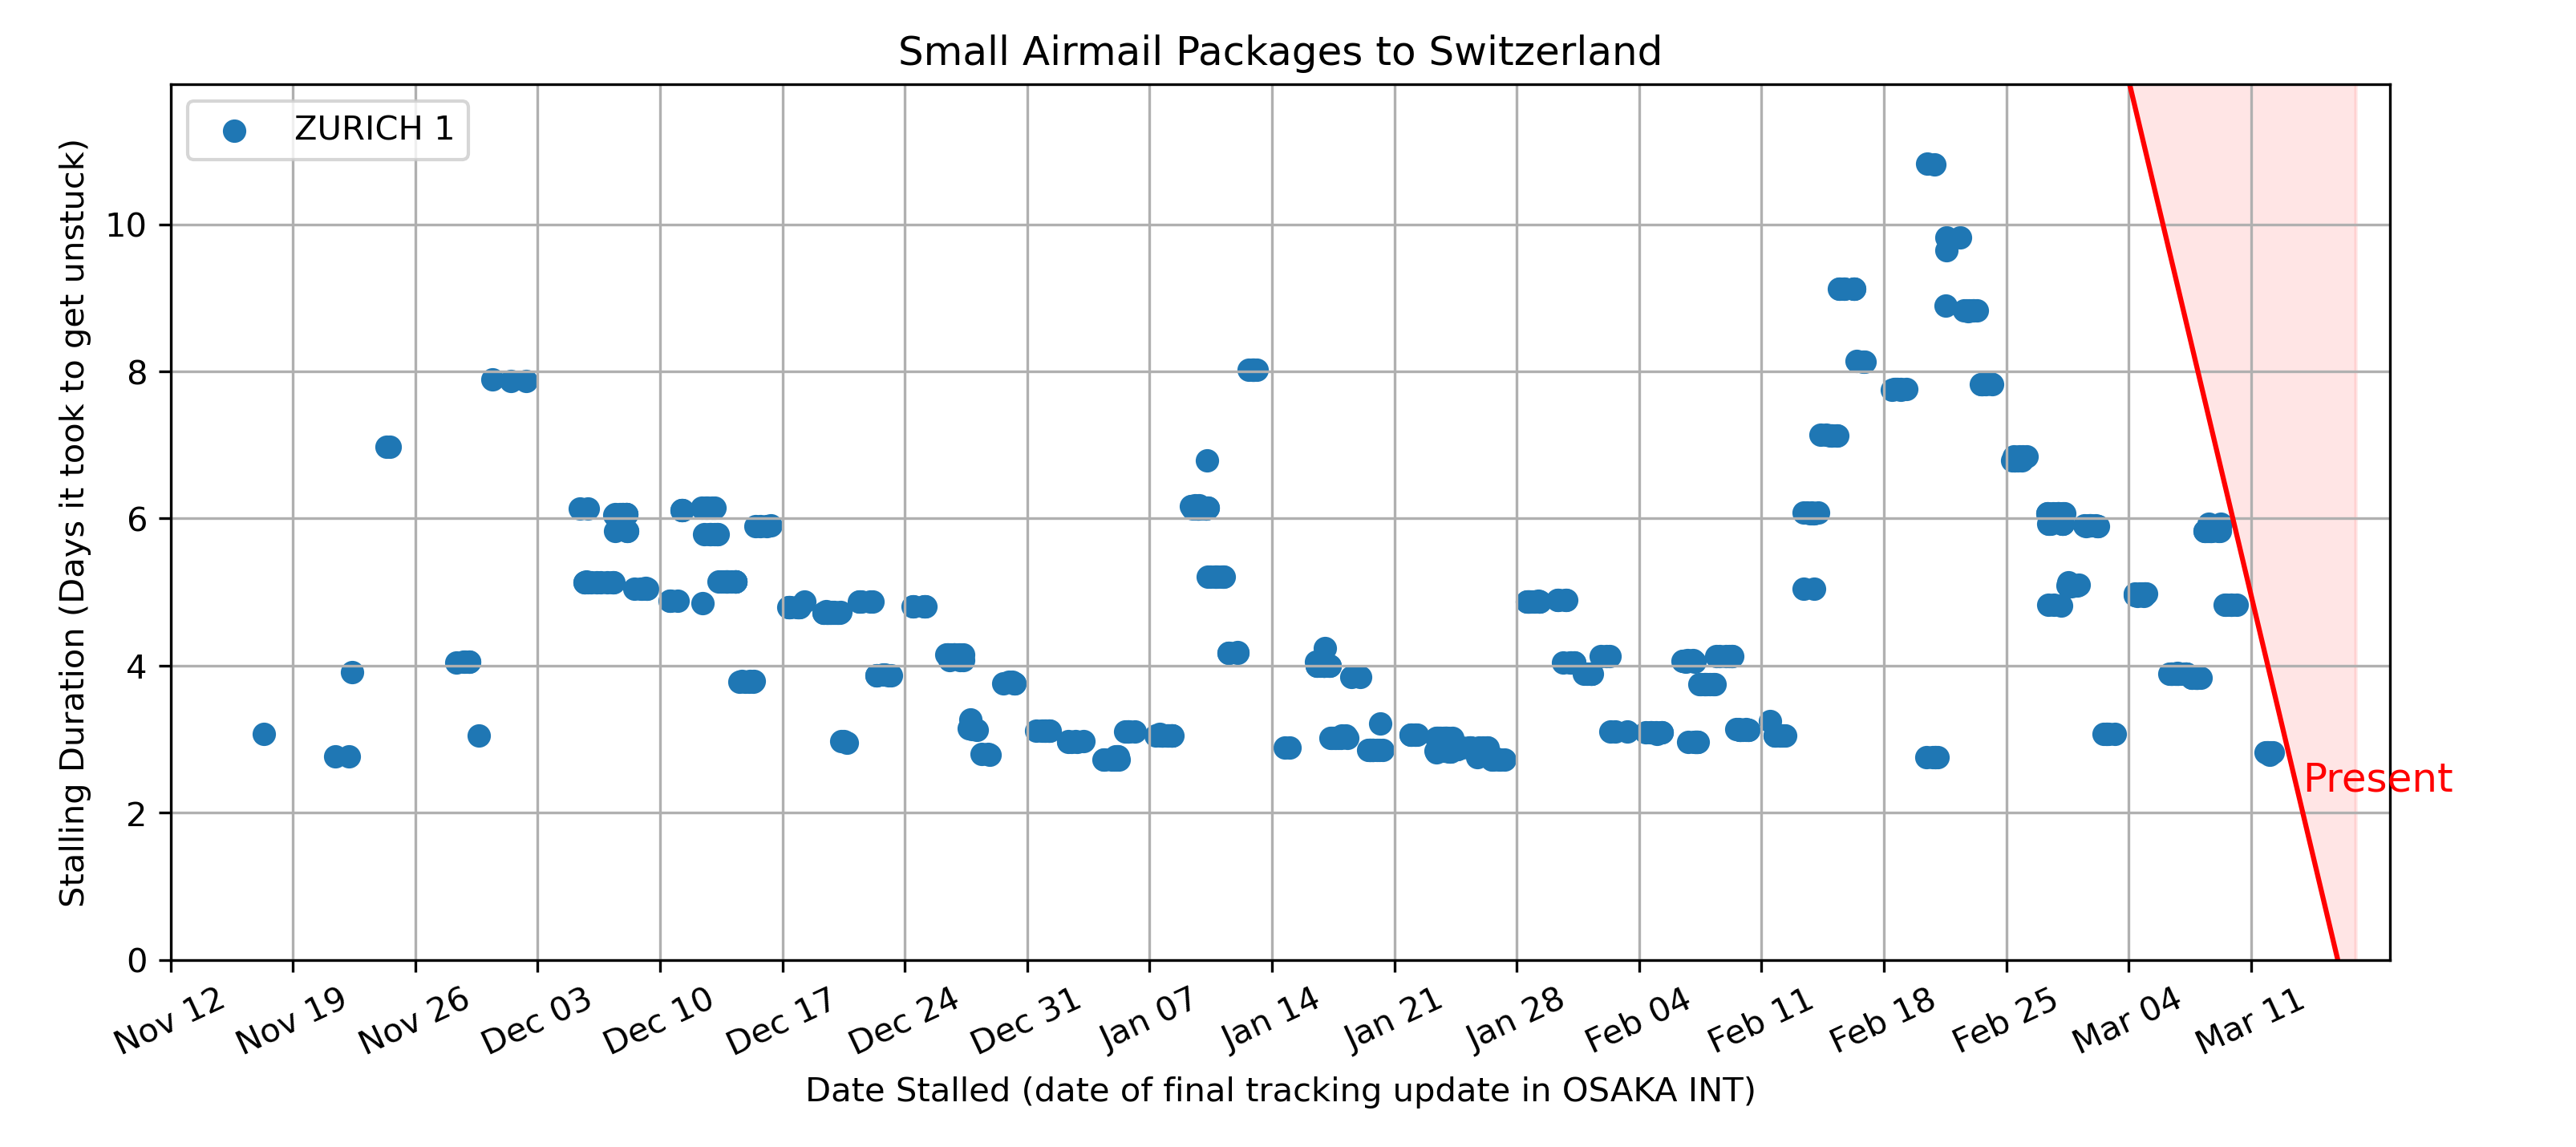 Small Airmail Packages to Switzerland
ZURICH 1
Stalling Duration (Days it took to get unstuck)
10
8
6
4
2
0
Present
Nov 12
Nov 19
Nov 26
Dec 03
Dec 10
Dec 17
Dec 24
Dec 31
Jan 07
Jan 14
Jan 21
Jan 28
Feb 04
Feb 11
Feb 18
Feb 25
Mar 04
Mar 11
Date Stalled (date of final tracking update in OSAKA INT)